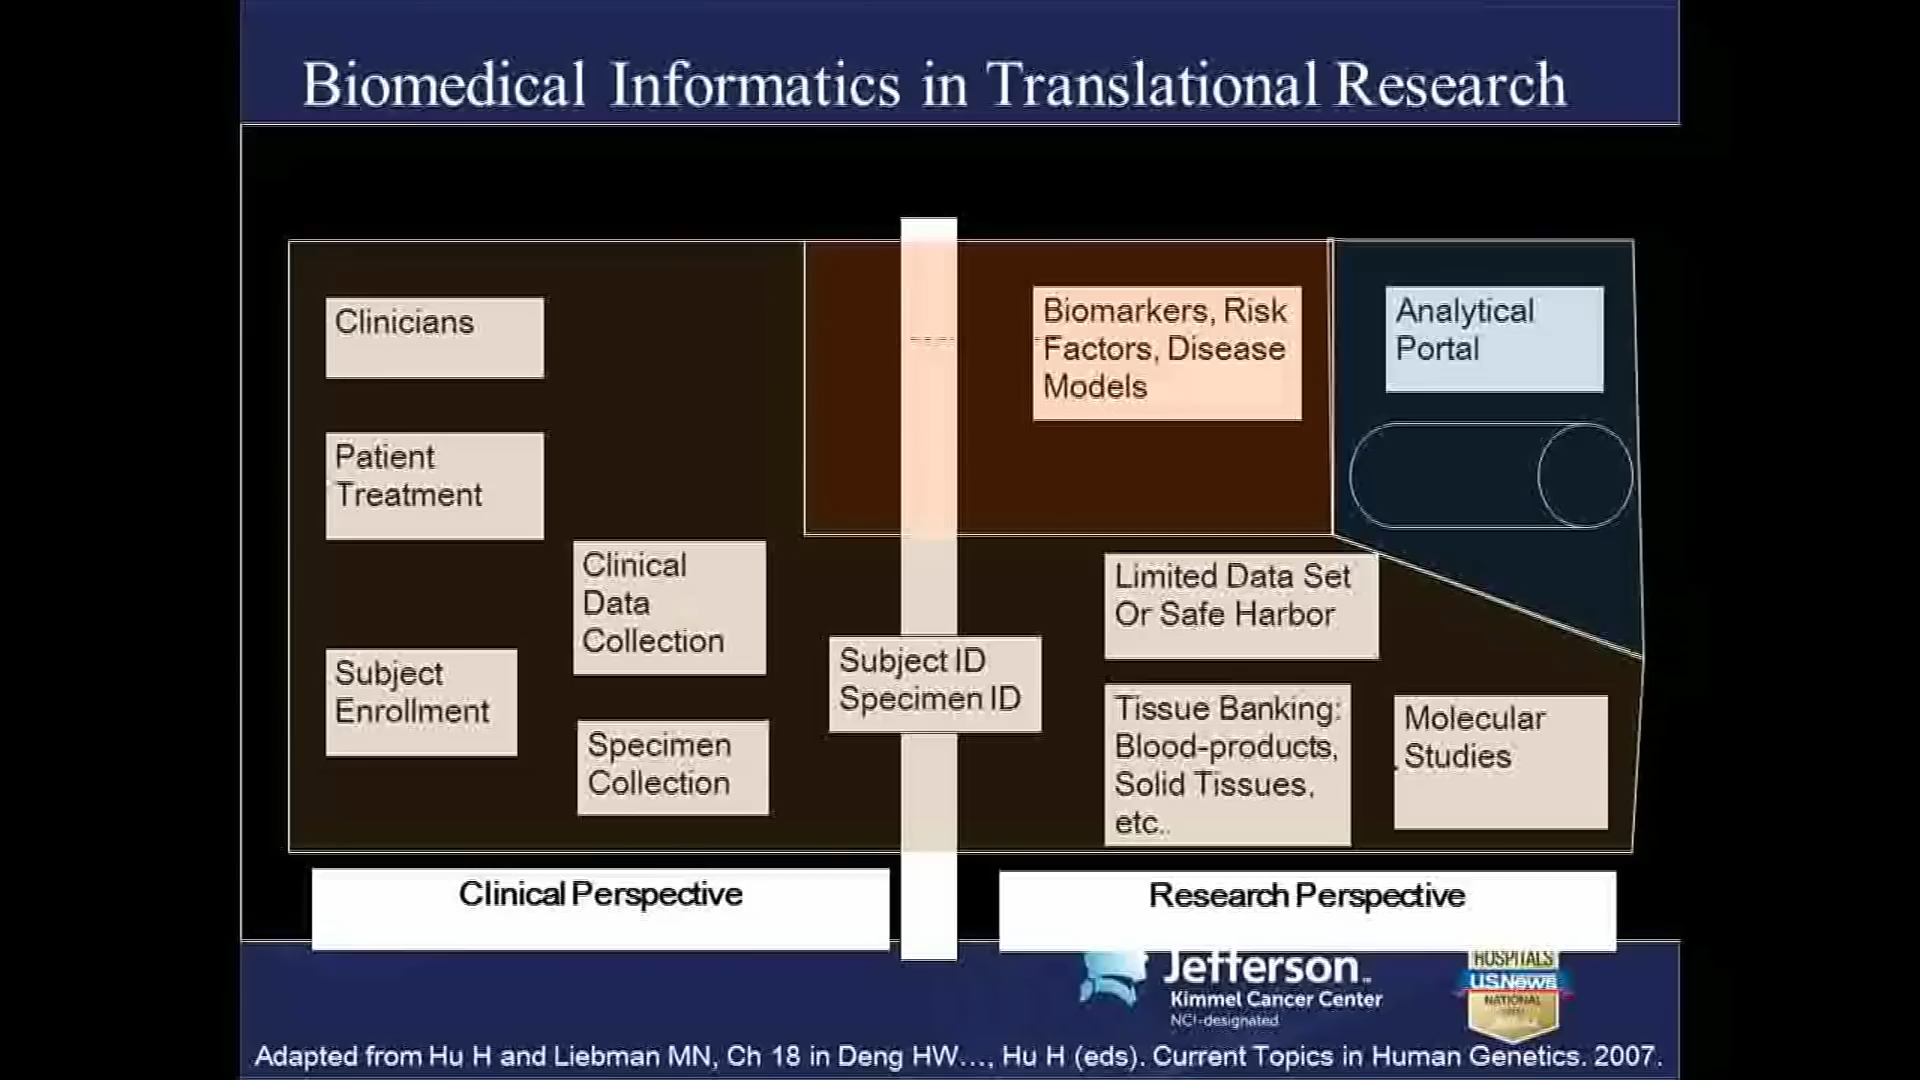 Biomedical Informatics in Translational Research
Clinicians
Biomarkers, Risk
Factors, Disease
Models
Analytical
Portal
Patient
Treatment
Clinical
Data
Collection
Limited Data Set
Or Safe Harbor
Subject ID
Specimen ID
Subject
Enrollment
Specimen
Collection
Tissue Banking:
Blood-products,
Solid Tissues,
etc..
Molecular
Studies
Clinical Perspective
Research Perspective
Jefferson™
Kimmel Cancer Center
NCI-designated
HOSPITALS
USNews
NATIONAL
Adapted from Hu H and Liebman MN, Ch 18 in Deng HW…, Hu H (eds). Current Topics in Human Genetics. 2007.